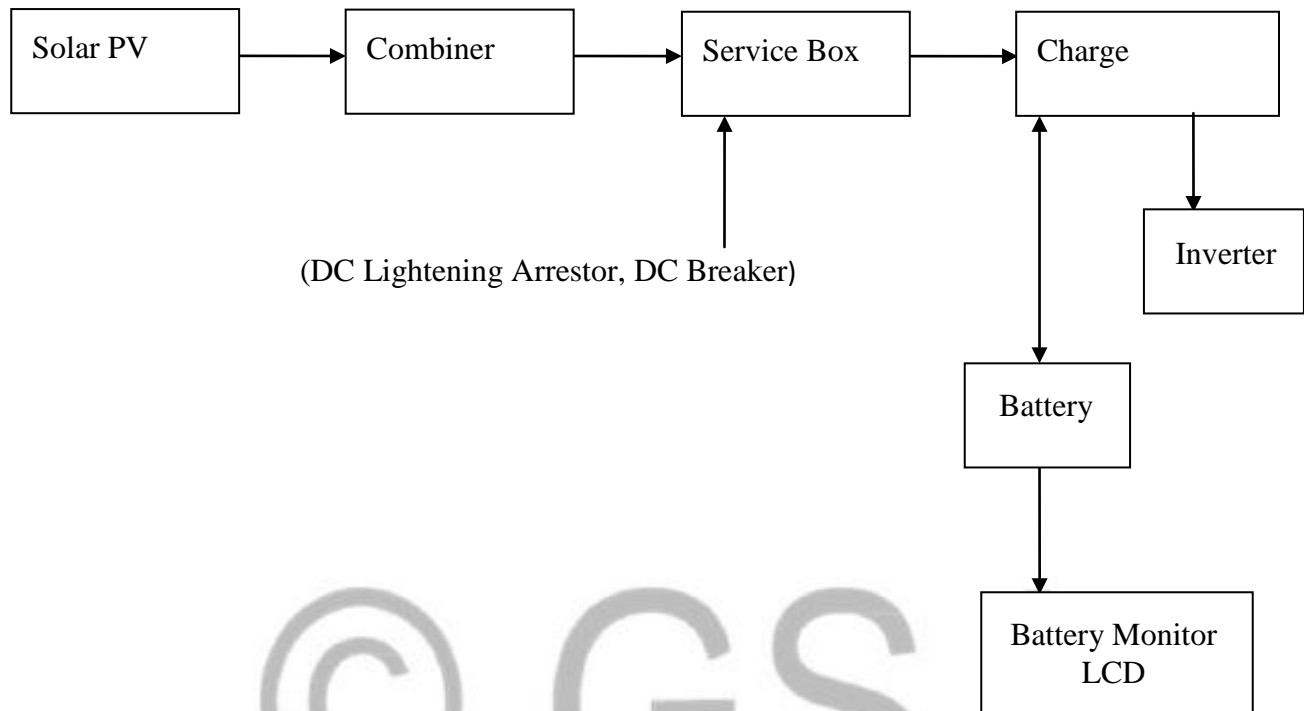 Solar PV
Combiner
Service Box
Charge
(DC Lightening Arrestor, DC Breaker)
Inverter
Battery
Battery Monitor
LCD
© GS